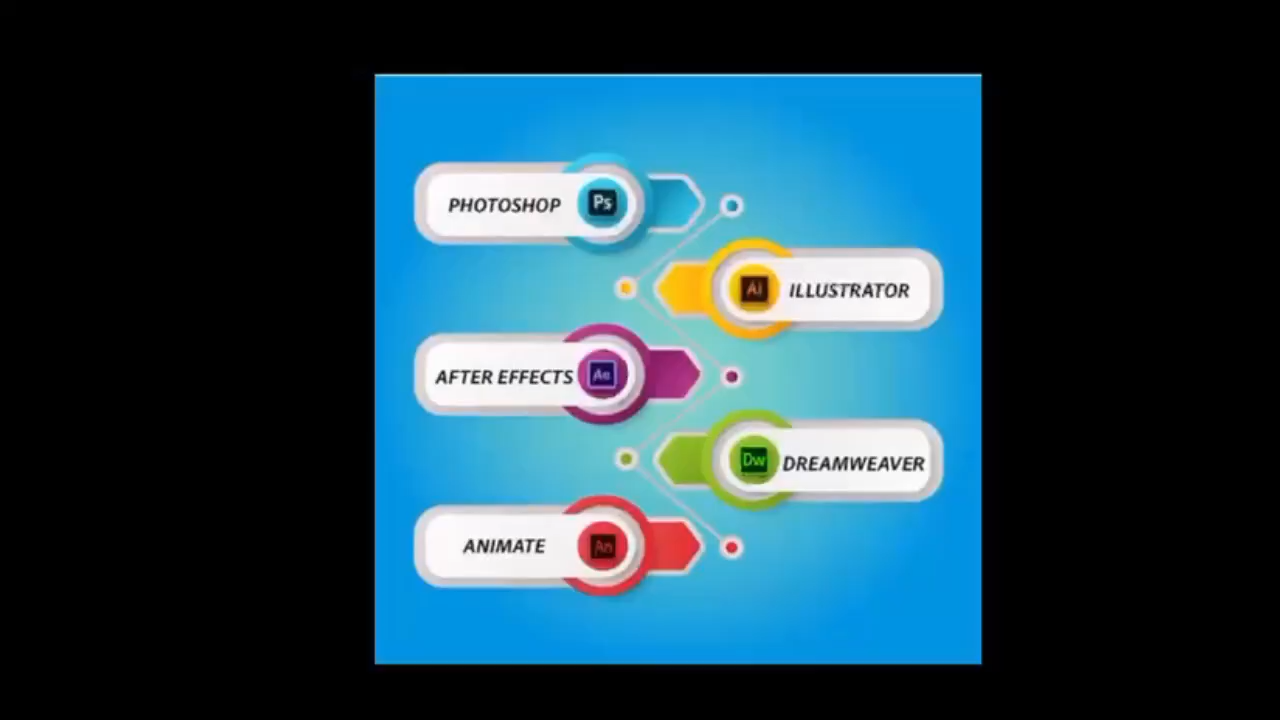 PHOTOSHOP Ps
Ai ILLUSTRATOR
AFTER EFFECTS Ae
Dw DREAMWEAVER
ANIMATE An